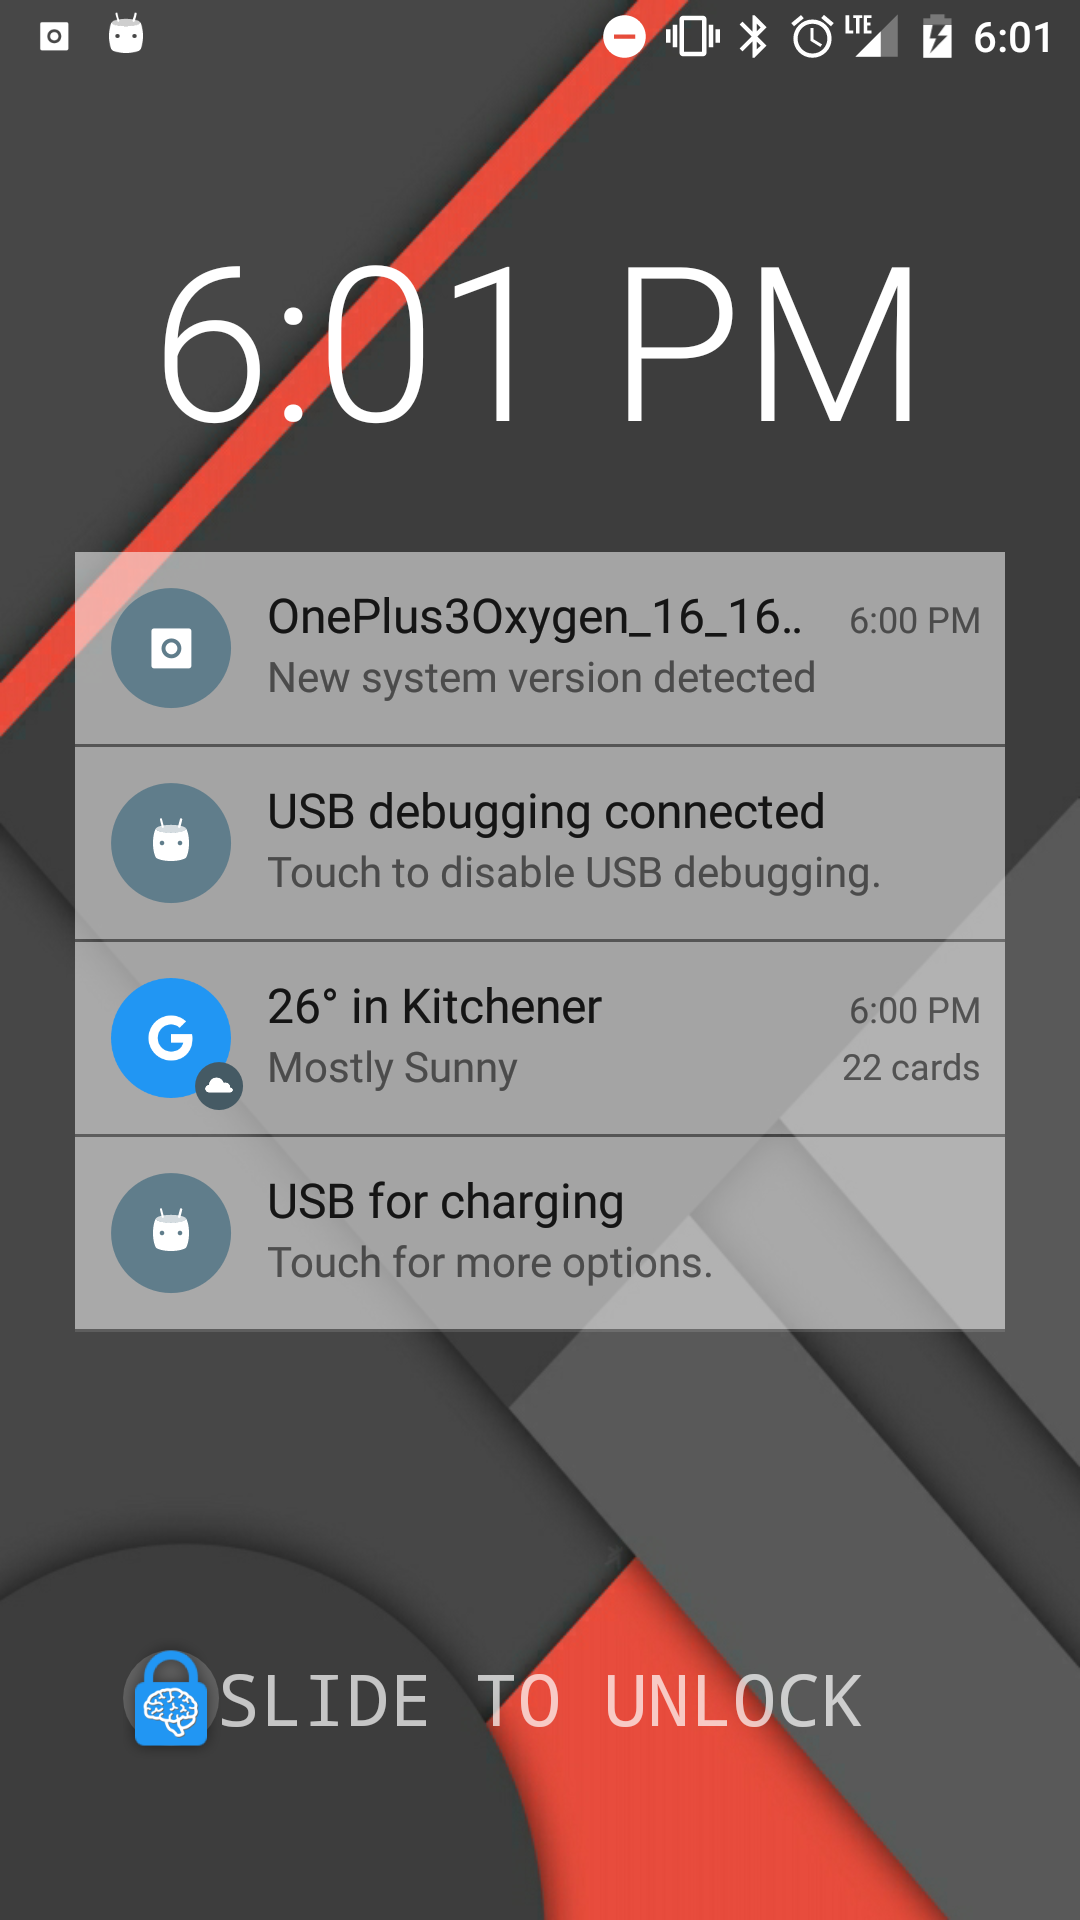 LTE 6:01
6:01 PM
OnePlus3Oxygen_16_16.. 6:00 PM
New system version detected
USB debugging connected
Touch to disable USB debugging.
26° in Kitchener 6:00 PM
Mostly Sunny 22 cards
USB for charging
Touch for more options.
SLIDE TO UNLOCK